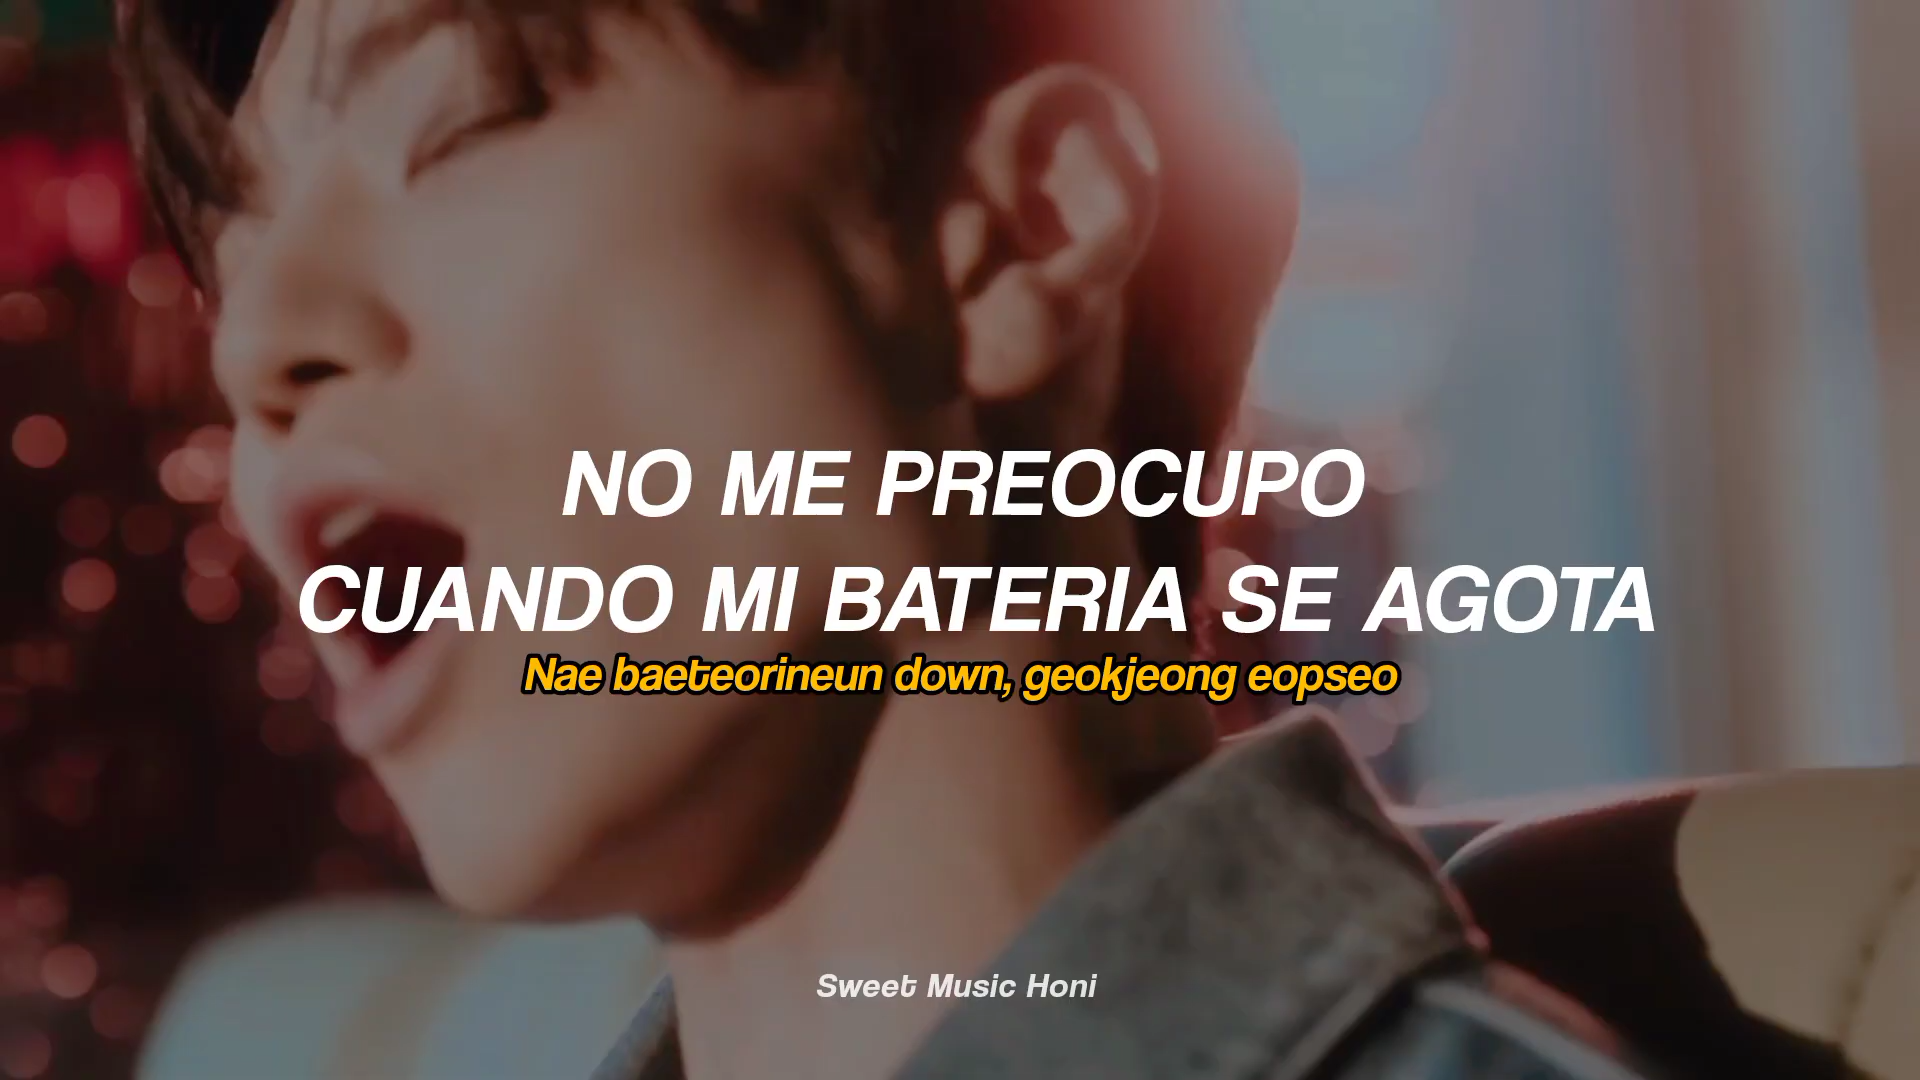 NO ME PREOCUPO
CUANDO MI BATERIA SE AGOTA
Nae baeteorineun down, geokjeong eopseo
Sweet Music Honi